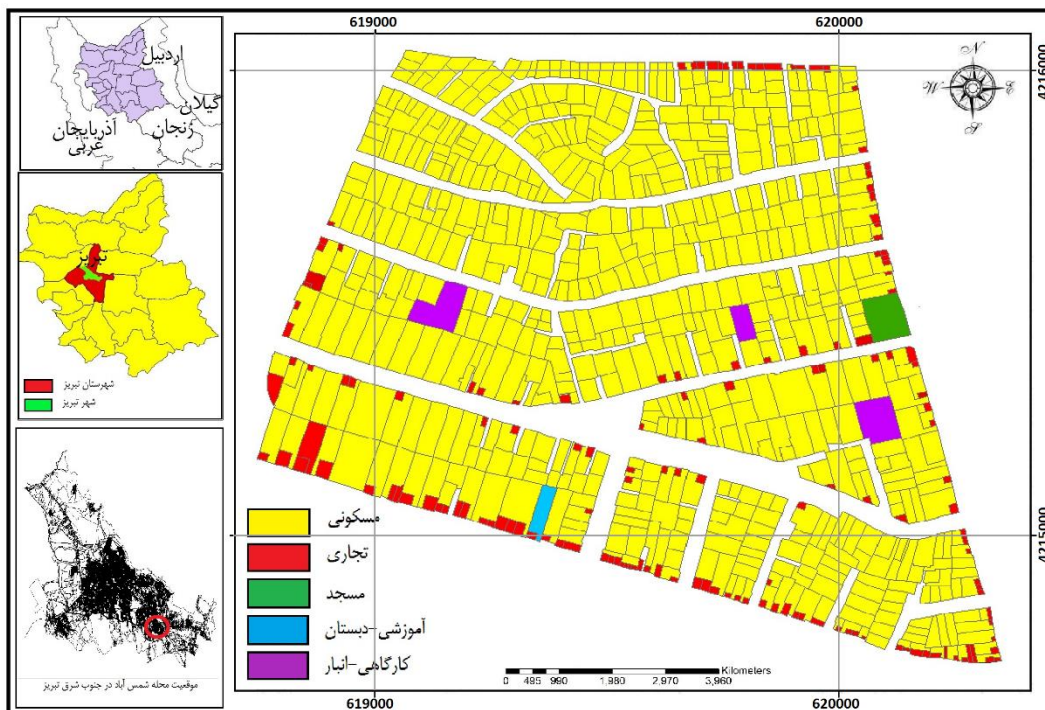 619000
620000
اردبیل
گیلان
زنجان
آذربایجان
غربی
N
W
E
S
4216000
تبریز
شهرستان تبریز
شهر تبریز
مسکونی
تجاری
مسجد
آموزشی-دبستان
کارگاهی-انبار
4215000
Kilometers
0 495 990 1,980 2,970 3,960
موقعیت محله شمس آباد در جنوب شرق تبریز
619000
620000